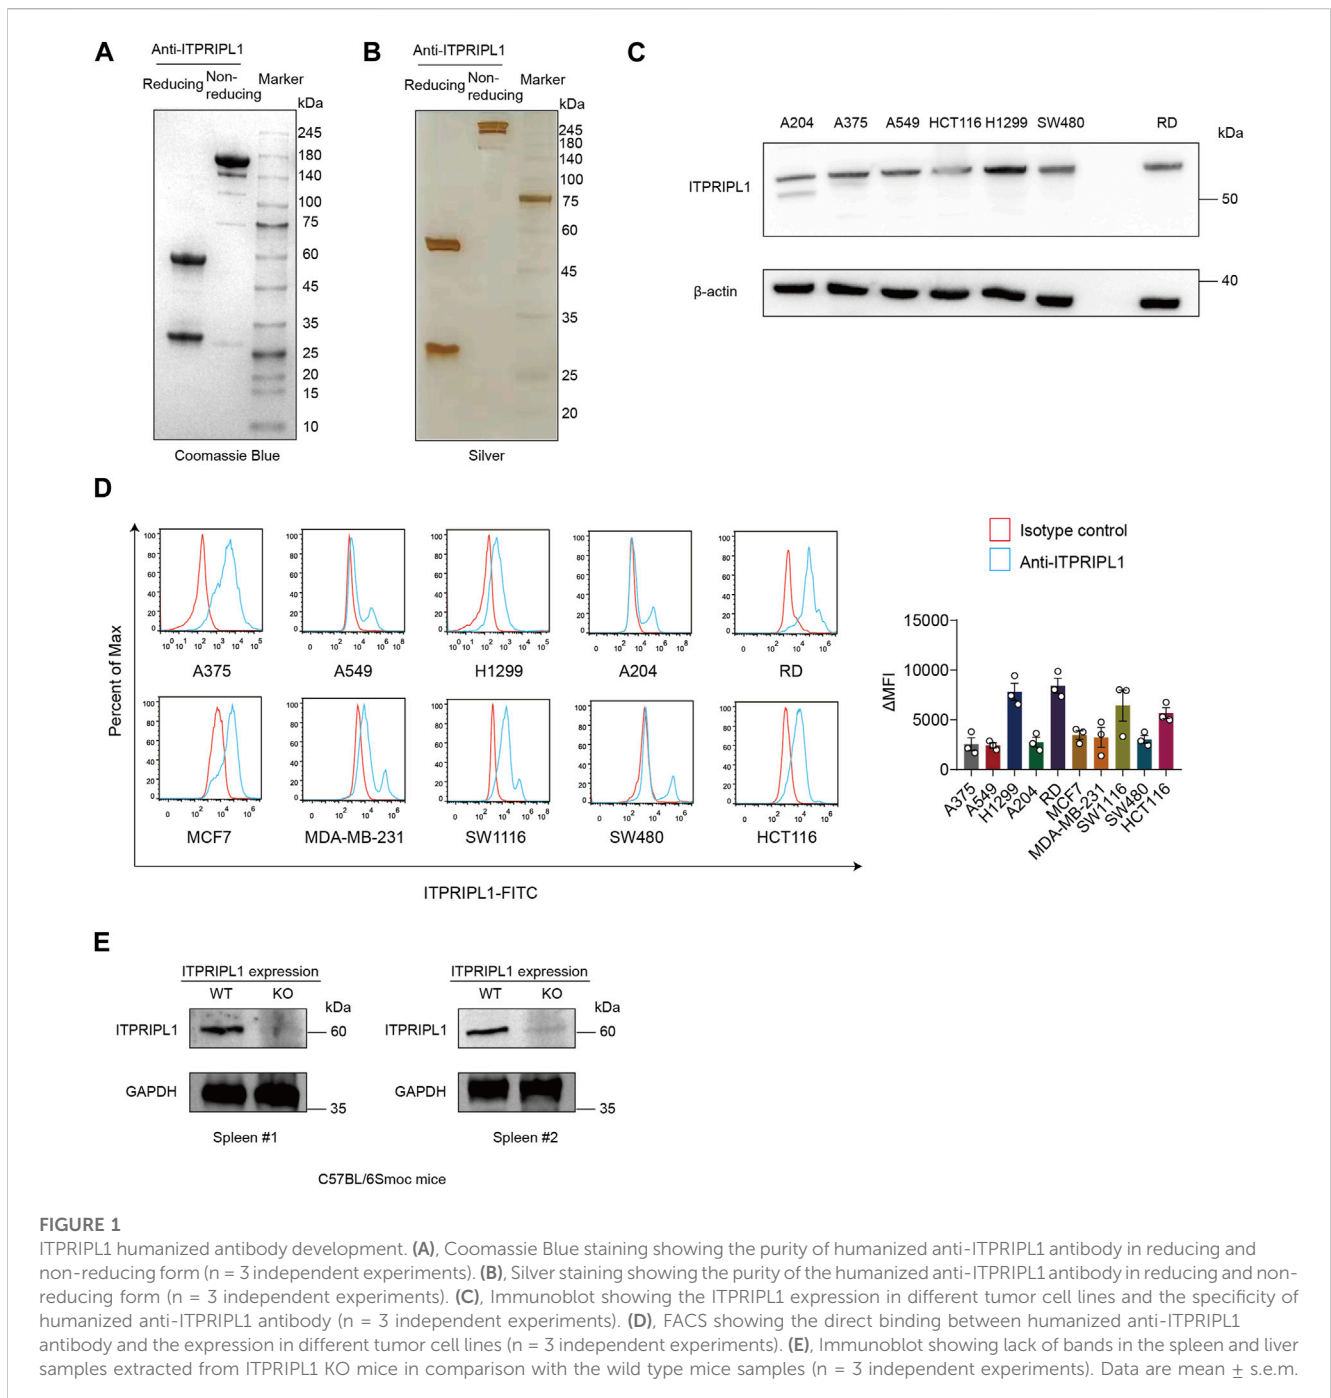 A
Anti-ITPRIPL1
Reducing
Non-
reducing
Marker
kDa
245
180
140
100
75
60
45
35
25
20
15
10
Coomassie Blue
B
Anti-ITPRIPL1
Reducing
Non-
reducing
Marker
kDa
245
180
140
100
75
60
45
35
25
20
Silver
C
A204 A375 A549 HCT116 H1299 SW480 RD
kDa
ITPRIPL1
50
β-actin
40
D
Percent of Max
100
80
60
40
20
0
A375
A549
H1299
A204
RD
MCF7
MDA-MB-231
SW1116
SW480
HCT116
ITPRIPL1-FITC
Isotype control
Anti-ITPRIPL1
ΔMFI
15000
10000
5000
0
A375
A549
H1299
A204
RD
MCF7
MDA-MB-231
SW1116
SW480
HCT116
E
ITPRIPL1 expression
WT KO
kDa
ITPRIPL1
60
GAPDH
35
Spleen #1
ITPRIPL1 expression
WT KO
kDa
ITPRIPL1
60
GAPDH
35
Spleen #2
C57BL/6Smoc mice
FIGURE 1
ITPRIPL1 humanized antibody development. (A), Coomassie Blue staining showing the purity of humanized anti-ITPRIPL1 antibody in reducing and
non-reducing form (n = 3 independent experiments). (B), Silver staining showing the purity of the humanized anti-ITPRIPL1 antibody in reducing and non-
reducing form (n = 3 independent experiments). (C), Immunoblot showing the ITPRIPL1 expression in different tumor cell lines and the specificity of
humanized anti-ITPRIPL1 antibody (n = 3 independent experiments). (D), FACS showing the direct binding between humanized anti-ITPRIPL1
antibody and the expression in different tumor cell lines (n = 3 independent experiments). (E), Immunoblot showing lack of bands in the spleen and liver
samples extracted from ITPRIPL1 KO mice in comparison with the wild type mice samples (n = 3 independent experiments). Data are mean ± s.e.m.